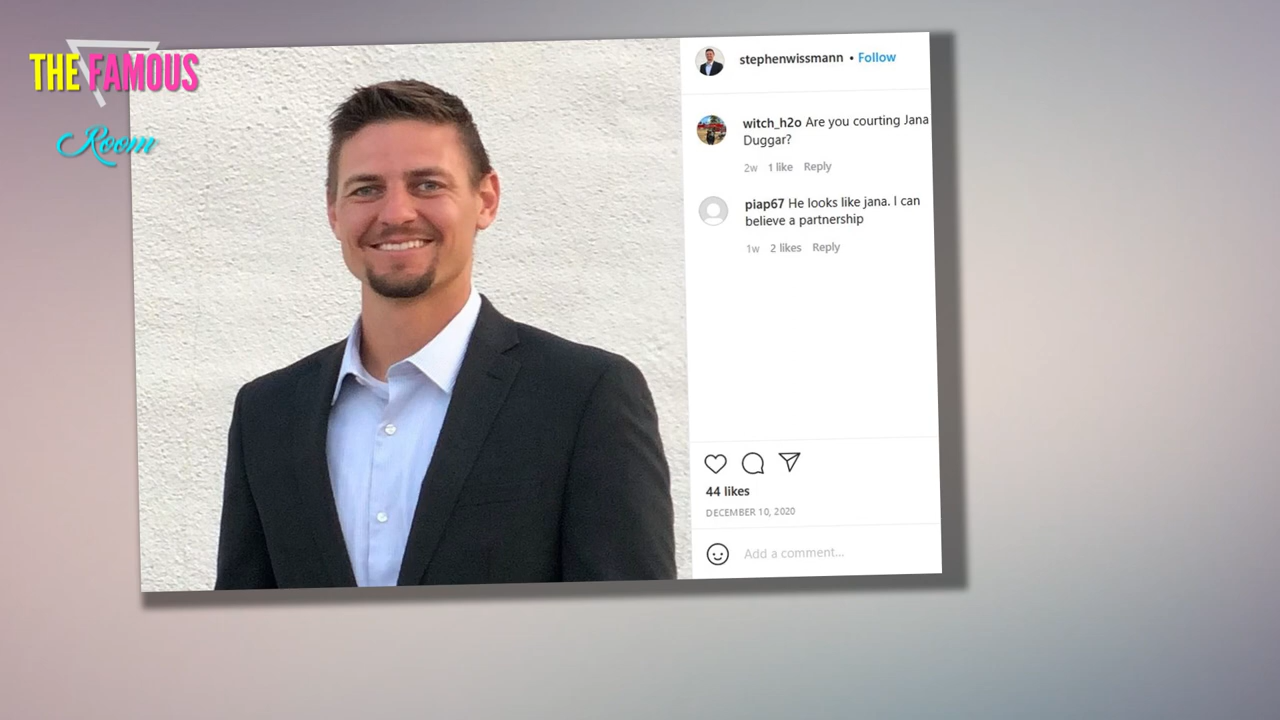 THE FAMOUS
Room
stephenwissmann • Follow
witch_h2o Are you courting Jana
Duggar?
2w 1 like Reply
piap67 He looks like jana. I can
believe a partnership
1w 2 likes Reply
44 likes
DECEMBER 10, 2020
Add a comment...